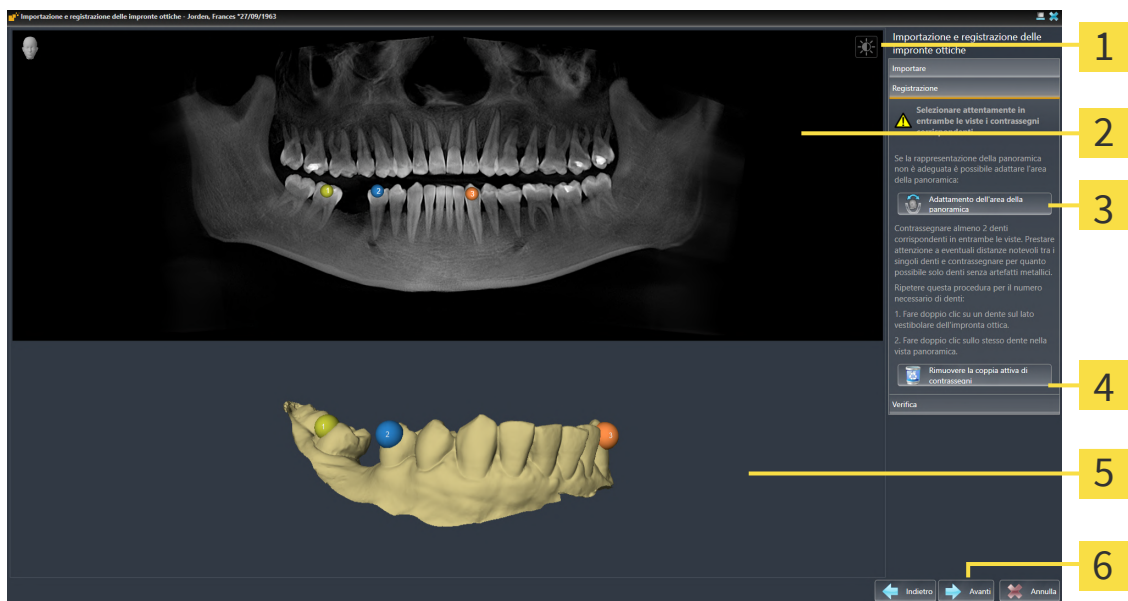 Importazione e registrazione delle impronte ottiche - Jorden, Frances *27/09/1963
Importazione e registrazione delle
impronte ottiche
1
Importare
Registrazione
Selezionare attentamente in
entrambe le viste i contrassegni
corrispondenti
2
Se la rappresentazione della panoramica
non è adeguata è possibile adattare l'area
della panoramica:
Adattamento dell'area della
panoramica
3
Contrassegnare almeno 2 denti
corrispondenti in entrambe le viste. Prestare
attenzione a eventuali distanze notevoli tra i
singoli denti e contrassegnare per quanto
possibile solo denti senza artefatti metallici.
Ripetere questa procedura per il numero
necessario di denti:
1. Fare doppio clic su un dente sul lato
vestibolare dell'impronta ottica.
2. Fare doppio clic sullo stesso dente nella
vista panoramica.
Rimuovere la coppia attiva di
contrassegni
4
Verifica
1
2
3
1
2
3
5
6
Indietro
Avanti
Annulla